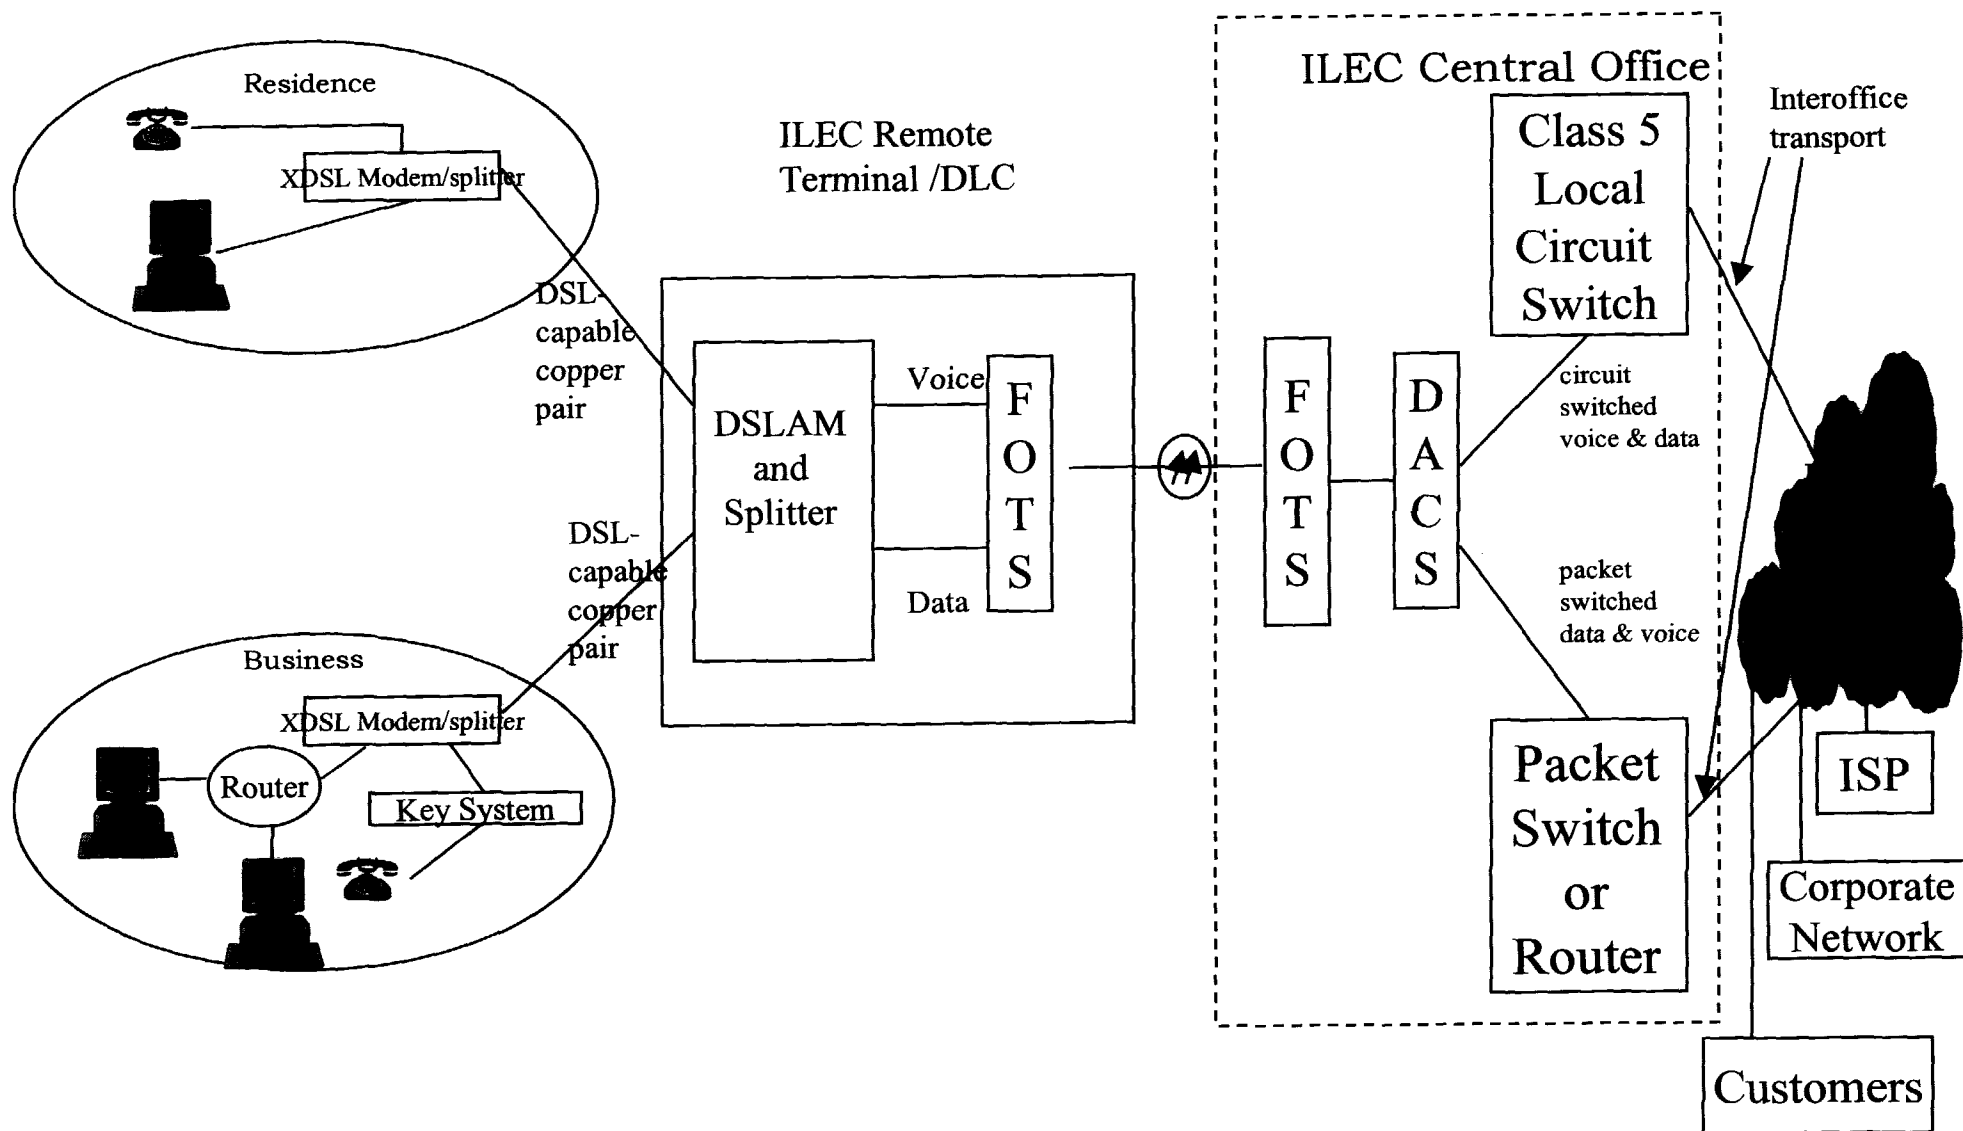 Residence
XDSL Modem/splitter
DSL-
capable
copper
pair
ILEC Remote
Terminal /DLC
DSLAM
and
Splitter
Voice
Data
F
O
T
S
DSL-
capable
copper
pair
Business
XDSL Modem/splitter
Router
Key System
ILEC Central Office
F
O
T
S
D
A
C
S
Class 5
Local
Circuit
Switch
circuit
switched
voice & data
packet
switched
data & voice
Packet
Switch
or
Router
Interoffice
transport
ISP
Corporate
Network
Customers